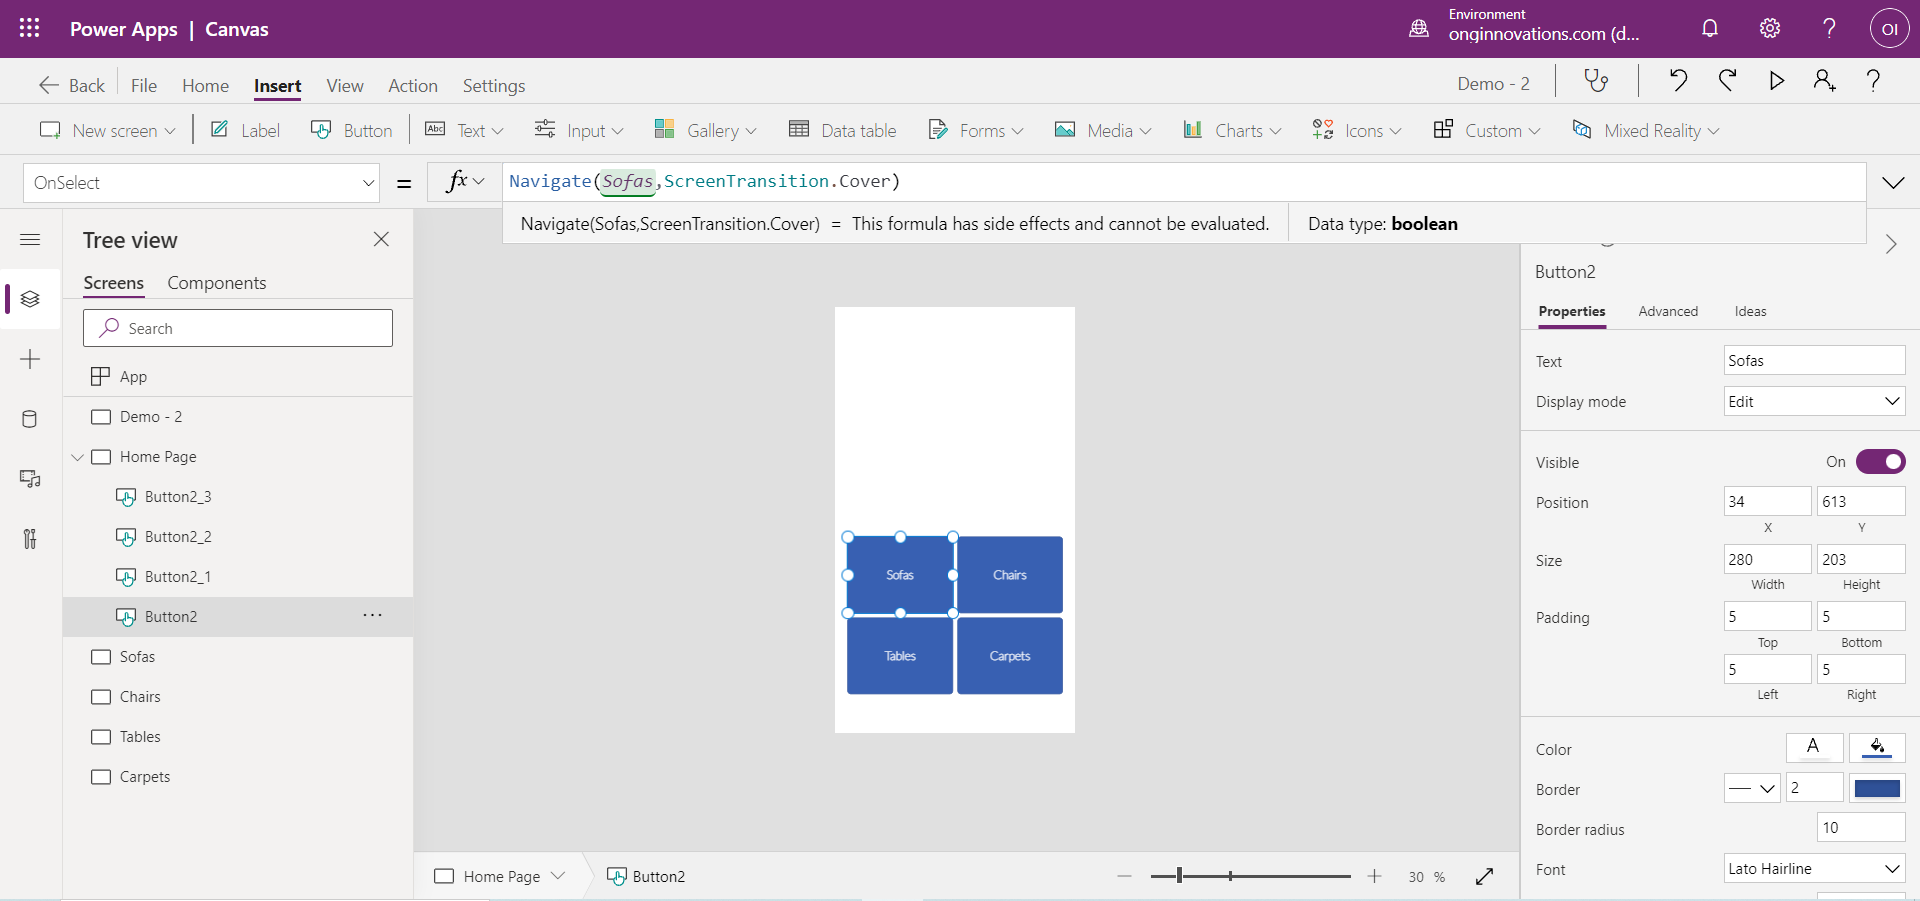 Power Apps | Canvas
Environment
onginnovations.com (d...
OI
Back File Home Insert View Action Settings
Demo - 2
New screen Label Button Abc Text Input Gallery Data table Forms Media Charts Icons Custom Mixed Reality
OnSelect = fx Navigate(Sofas,ScreenTransition.Cover)
Navigate(Sofas,ScreenTransition.Cover) = This formula has side effects and cannot be evaluated. Data type: boolean
Tree view
Screens Components
Search
App
Demo - 2
Home Page
Button2_3
Button2_2
Button2_1
Button2 ...
Sofas
Chairs
Tables
Carpets
Sofas Chairs
Tables Carpets
Home Page Button2
30 %
Button2
Properties Advanced Ideas
Text Sofas
Display mode Edit
Visible On
Position 34 613
X Y
Size 280 203
Width Height
Padding 5 5
Top Bottom
5 5
Left Right
Color A
Border 2
Border radius 10
Font Lato Hairline